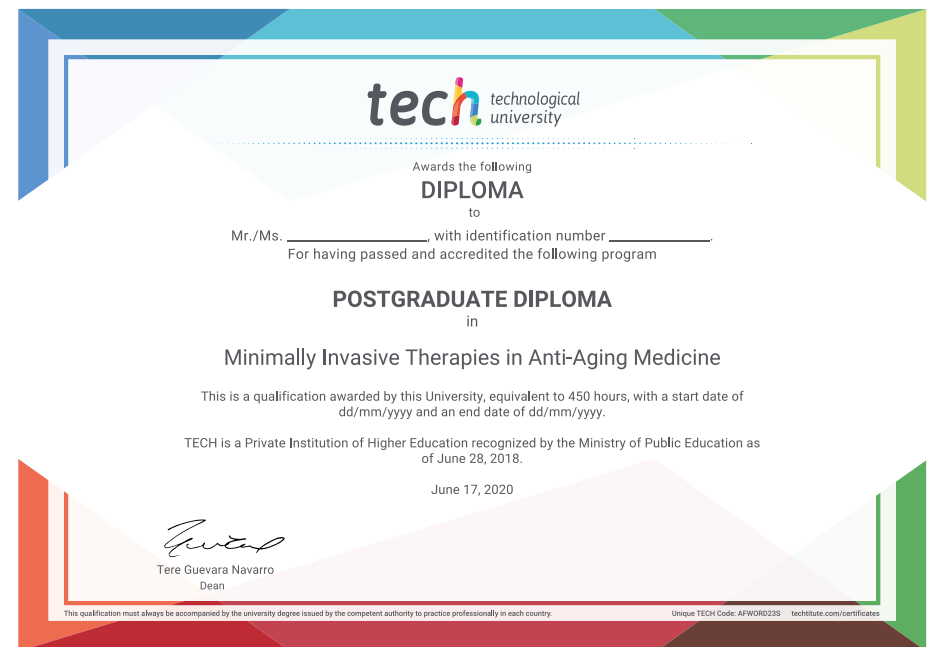 tech technological
university
Awards the following
DIPLOMA
to
Mr./Ms. ________________, with identification number ____________.
For having passed and accredited the following program
POSTGRADUATE DIPLOMA
in
Minimally Invasive Therapies in Anti-Aging Medicine
This is a qualification awarded by this University, equivalent to 450 hours, with a start date of
dd/mm/yyyy and an end date of dd/mm/yyyy.
TECH is a Private Institution of Higher Education recognized by the Ministry of Public Education as
of June 28, 2018.
June 17, 2020
Tere Guevara Navarro
Dean
This qualification must always be accompanied by the university degree issued by the competent authority to practice professionally in each country. Unique TECH Code: AFWORD23S techtitute.com/certificates